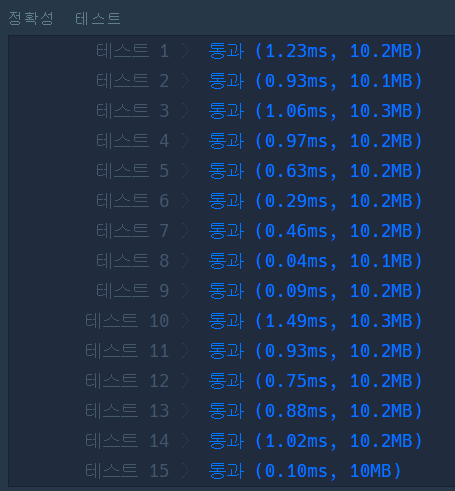 정확성 테스트
테스트 1 〉 통과 (1.23ms, 10.2MB)
테스트 2 〉 통과 (0.93ms, 10.1MB)
테스트 3 〉 통과 (1.06ms, 10.3MB)
테스트 4 〉 통과 (0.97ms, 10.2MB)
테스트 5 〉 통과 (0.63ms, 10.2MB)
테스트 6 〉 통과 (0.29ms, 10.2MB)
테스트 7 〉 통과 (0.46ms, 10.2MB)
테스트 8 〉 통과 (0.04ms, 10.1MB)
테스트 9 〉 통과 (0.09ms, 10.2MB)
테스트 10 〉 통과 (1.49ms, 10.3MB)
테스트 11 〉 통과 (0.93ms, 10.2MB)
테스트 12 〉 통과 (0.75ms, 10.2MB)
테스트 13 〉 통과 (0.88ms, 10.2MB)
테스트 14 〉 통과 (1.02ms, 10.2MB)
테스트 15 〉 통과 (0.10ms, 10MB)